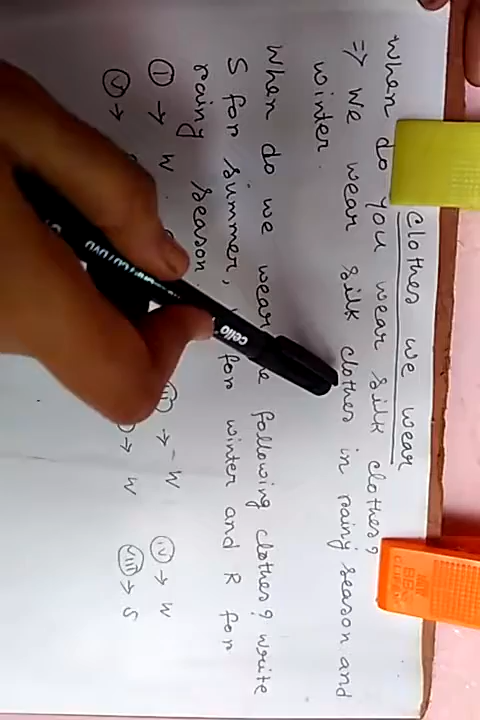 clothes we wear
When do you wear silk clothes?
⇒ We wear silk clothes in rainy season and
winter.
When do we wear following clothes? write
S for summer, for winter and R for
rainy season.
I → W → W IV → W
V → → W VIII → S
cello